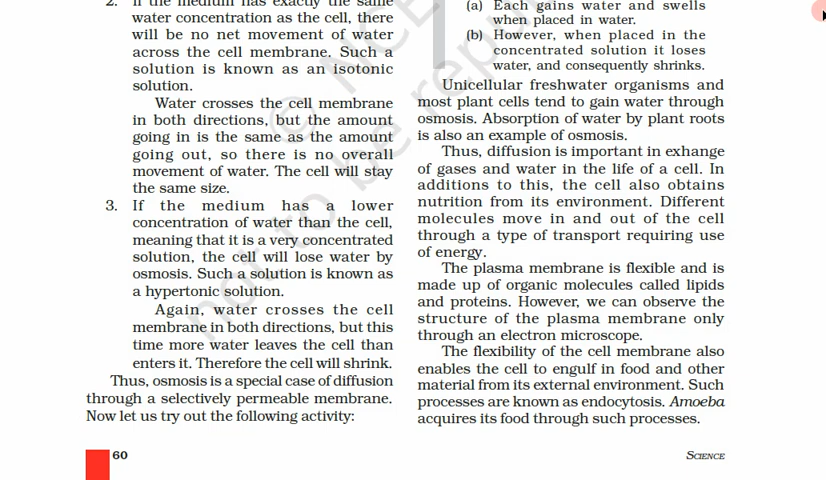 2. If the medium has exactly the same
water concentration as the cell, there
will be no net movement of water
across the cell membrane. Such a
solution is known as an isotonic
solution.
Water crosses the cell membrane
in both directions, but the amount
going in is the same as the amount
going out, so there is no overall
movement of water. The cell will stay
the same size.
3. If the medium has a lower
concentration of water than the cell,
meaning that it is a very concentrated
solution, the cell will lose water by
osmosis. Such a solution is known as
a hypertonic solution.
Again, water crosses the cell
membrane in both directions, but this
time more water leaves the cell than
enters it. Therefore the cell will shrink.
Thus, osmosis is a special case of diffusion
through a selectively permeable membrane.
Now let us try out the following activity:
(a) Each gains water and swells
when placed in water.
(b) However, when placed in the
concentrated solution it loses
water, and consequently shrinks.
Unicellular freshwater organisms and
most plant cells tend to gain water through
osmosis. Absorption of water by plant roots
is also an example of osmosis.
Thus, diffusion is important in exhange
of gases and water in the life of a cell. In
additions to this, the cell also obtains
nutrition from its environment. Different
molecules move in and out of the cell
through a type of transport requiring use
of energy.
The plasma membrane is flexible and is
made up of organic molecules called lipids
and proteins. However, we can observe the
structure of the plasma membrane only
through an electron microscope.
The flexibility of the cell membrane also
enables the cell to engulf in food and other
material from its external environment. Such
processes are known as endocytosis. Amoeba
acquires its food through such processes.
60
SCIENCE
© NCE
not to be repu